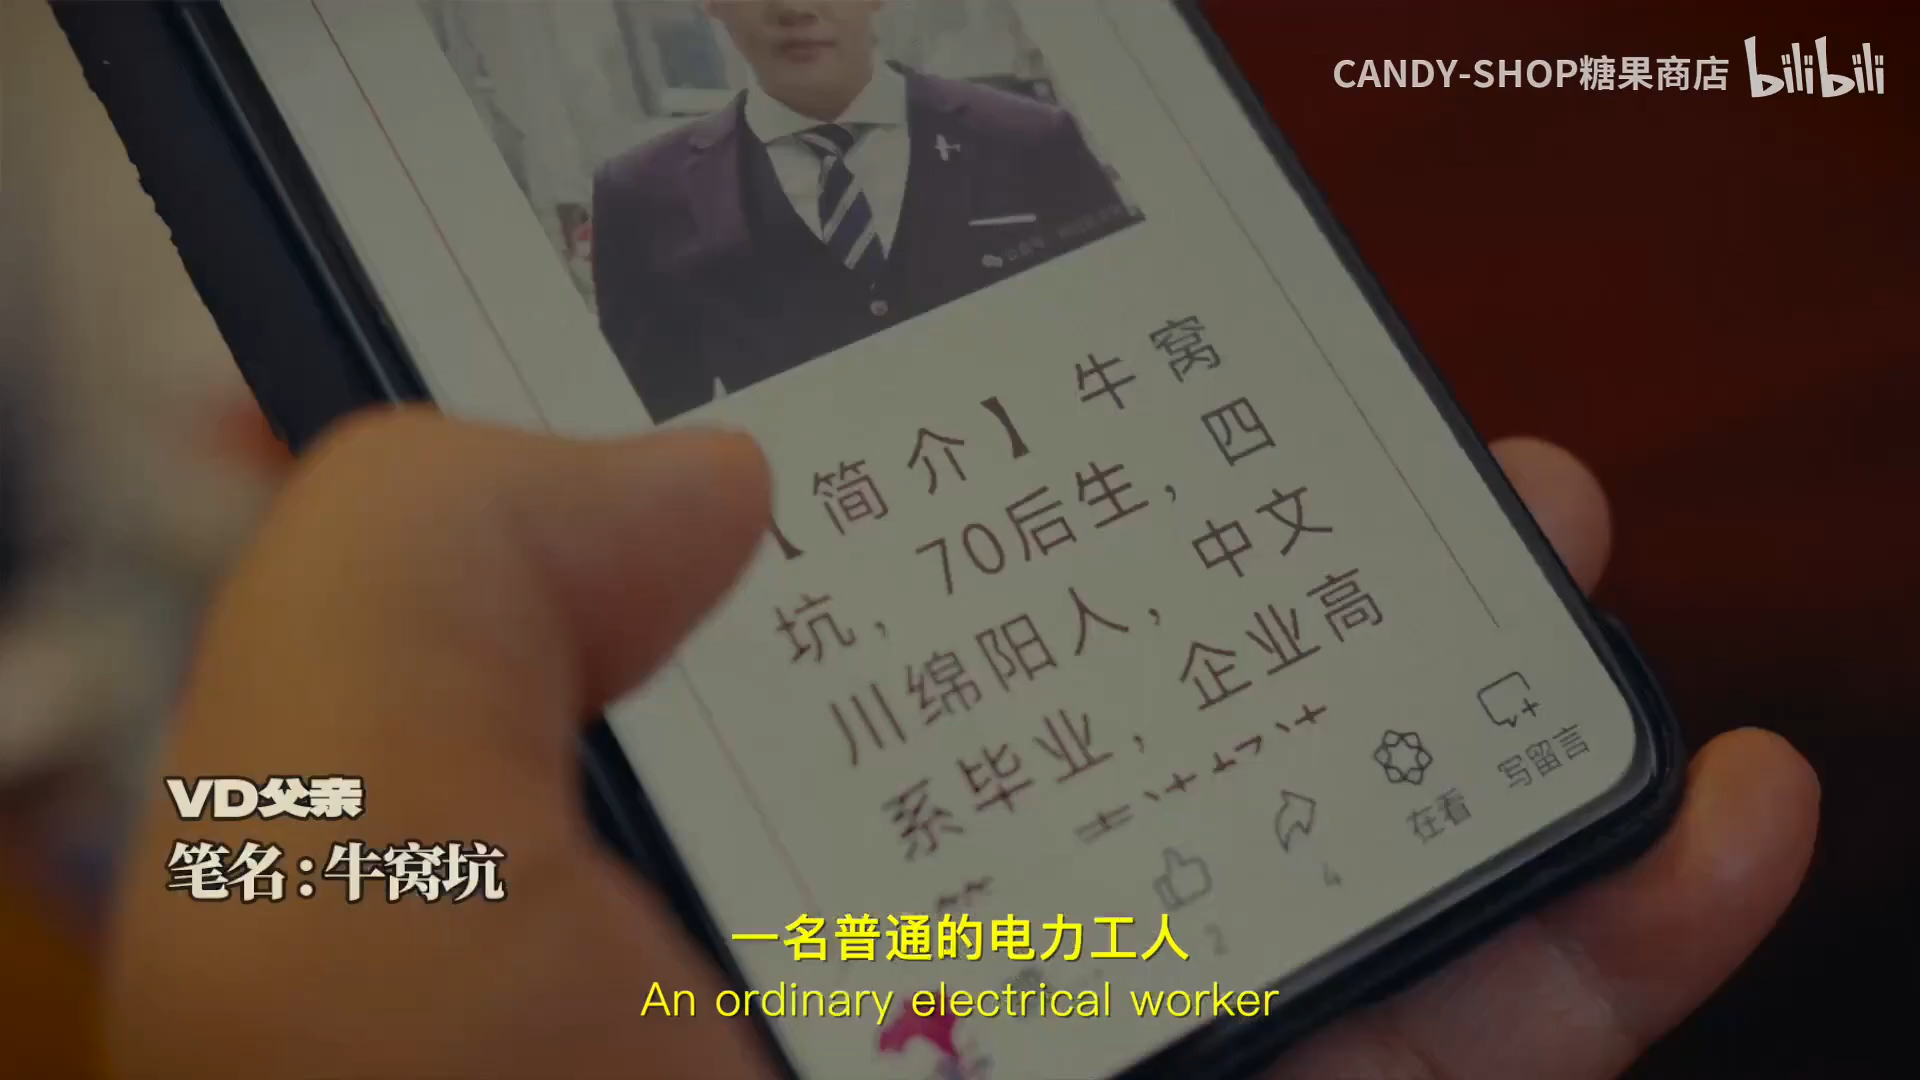 CANDY-SHOP糖果商店 bilibili
【简介】牛窝
坑，70后生，四
川绵阳人，中文
系毕业，企业高
写留言
在看
4
2
VD父亲
笔名：牛窝坑
一名普通的电力工人
An ordinary electrical worker